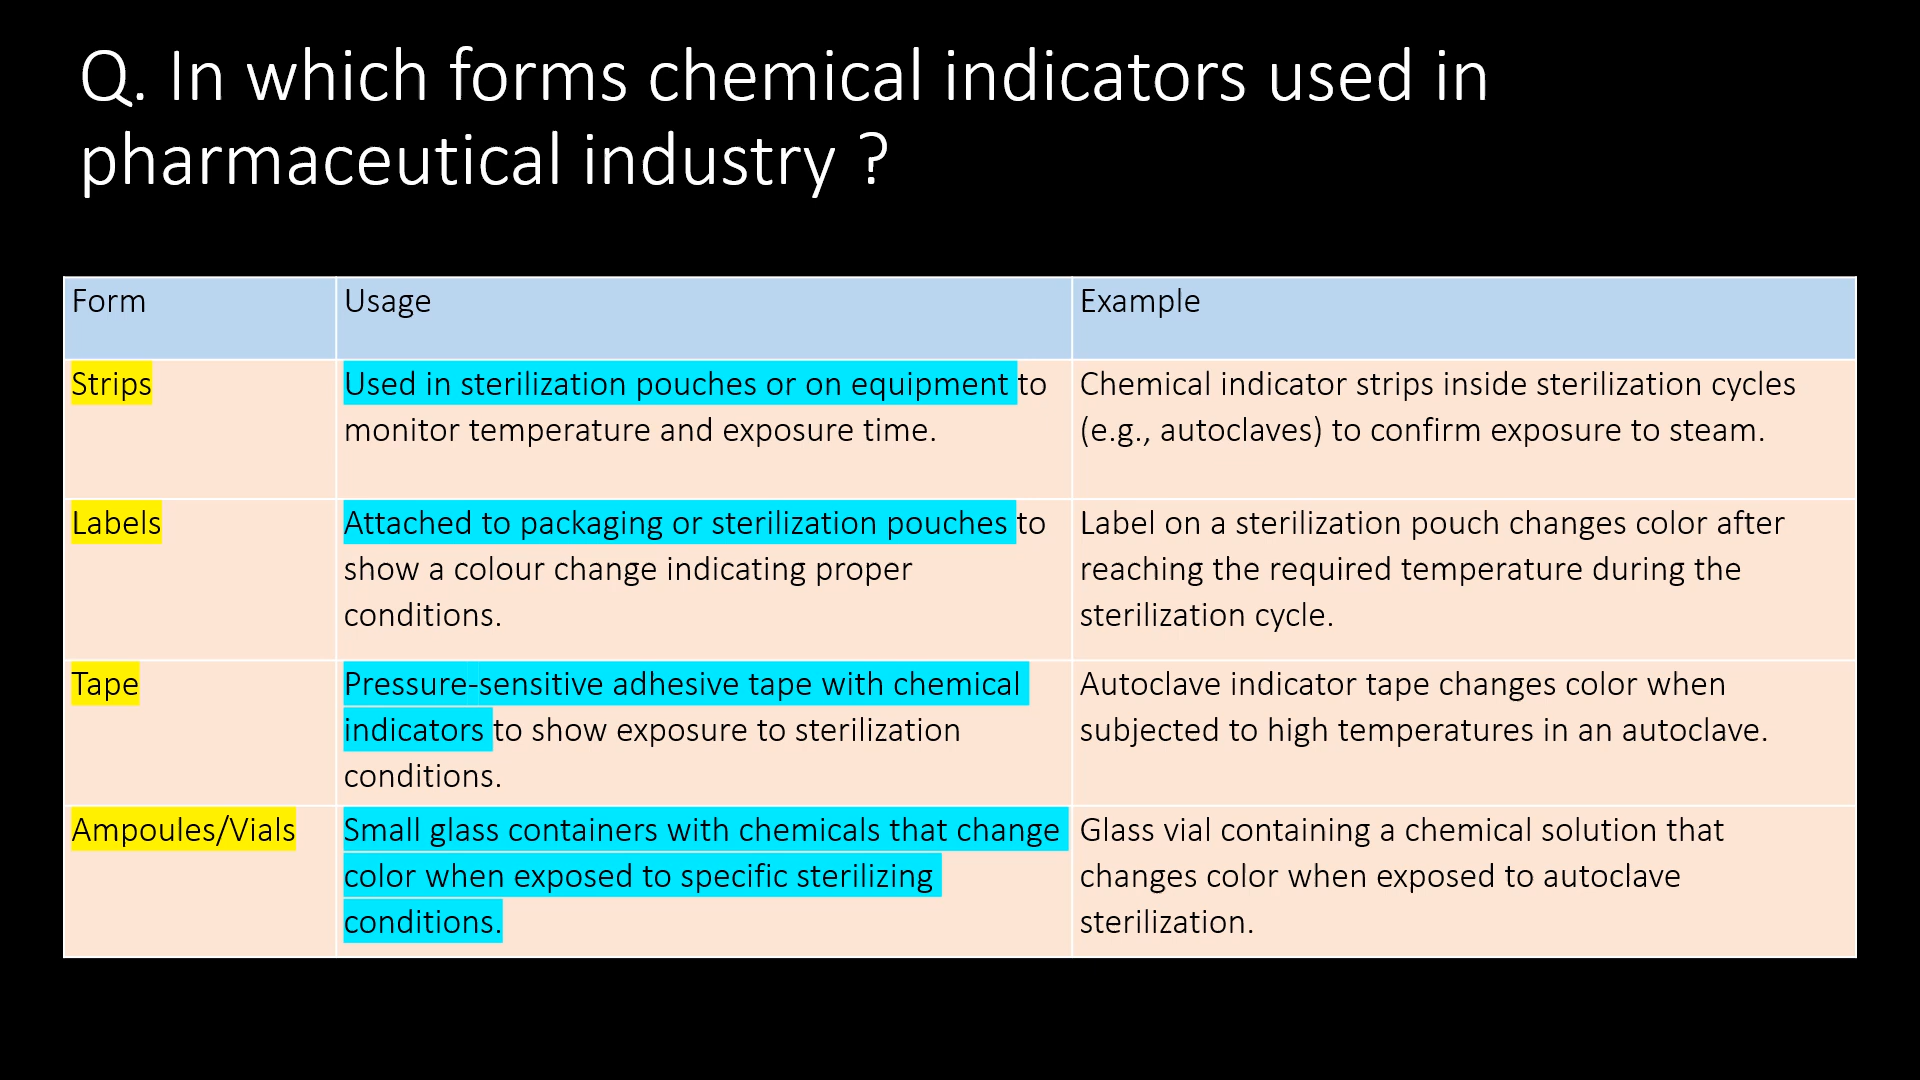 Q. In which forms chemical indicators used in
pharmaceutical industry ?
Form
Usage
Example
Strips
Used in sterilization pouches or on equipment to
monitor temperature and exposure time.
Chemical indicator strips inside sterilization cycles
(e.g., autoclaves) to confirm exposure to steam.
Labels
Attached to packaging or sterilization pouches to
show a colour change indicating proper
conditions.
Label on a sterilization pouch changes color after
reaching the required temperature during the
sterilization cycle.
Tape
Pressure-sensitive adhesive tape with chemical
indicators to show exposure to sterilization
conditions.
Autoclave indicator tape changes color when
subjected to high temperatures in an autoclave.
Ampoules/Vials
Small glass containers with chemicals that change
color when exposed to specific sterilizing
conditions.
Glass vial containing a chemical solution that
changes color when exposed to autoclave
sterilization.